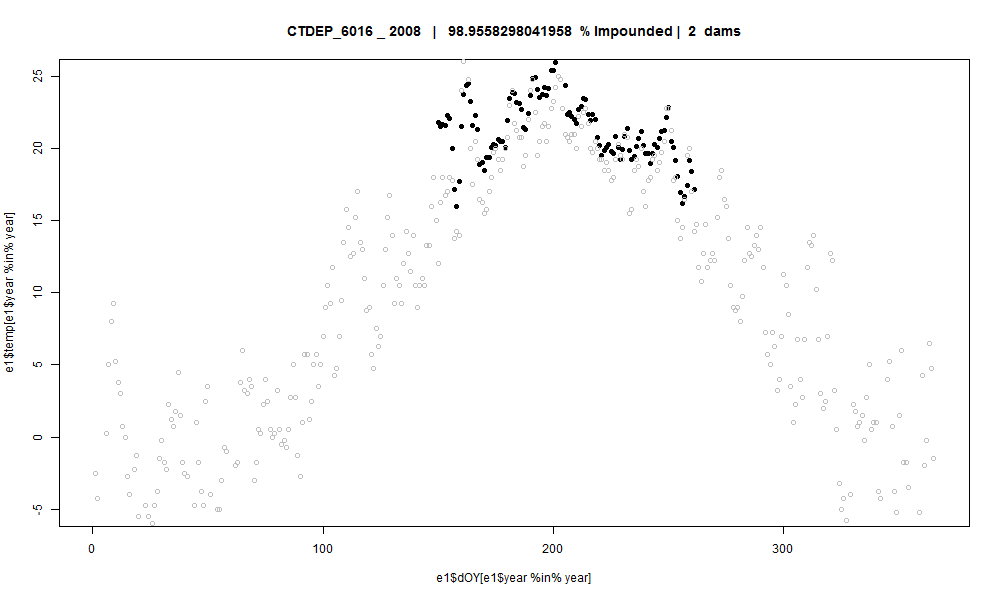 CTDEP_6016 _ 2008 | 98.9558298041958 % Impounded | 2 dams
e1$temp[e1$year %in% year]
25
20
15
10
5
0
-5
0 100 200 300
e1$dOY[e1$year %in% year]